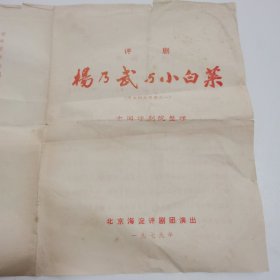 评剧
楊乃武与小白菜
中国评剧院整理
北京海淀评剧团演出
一九七九年